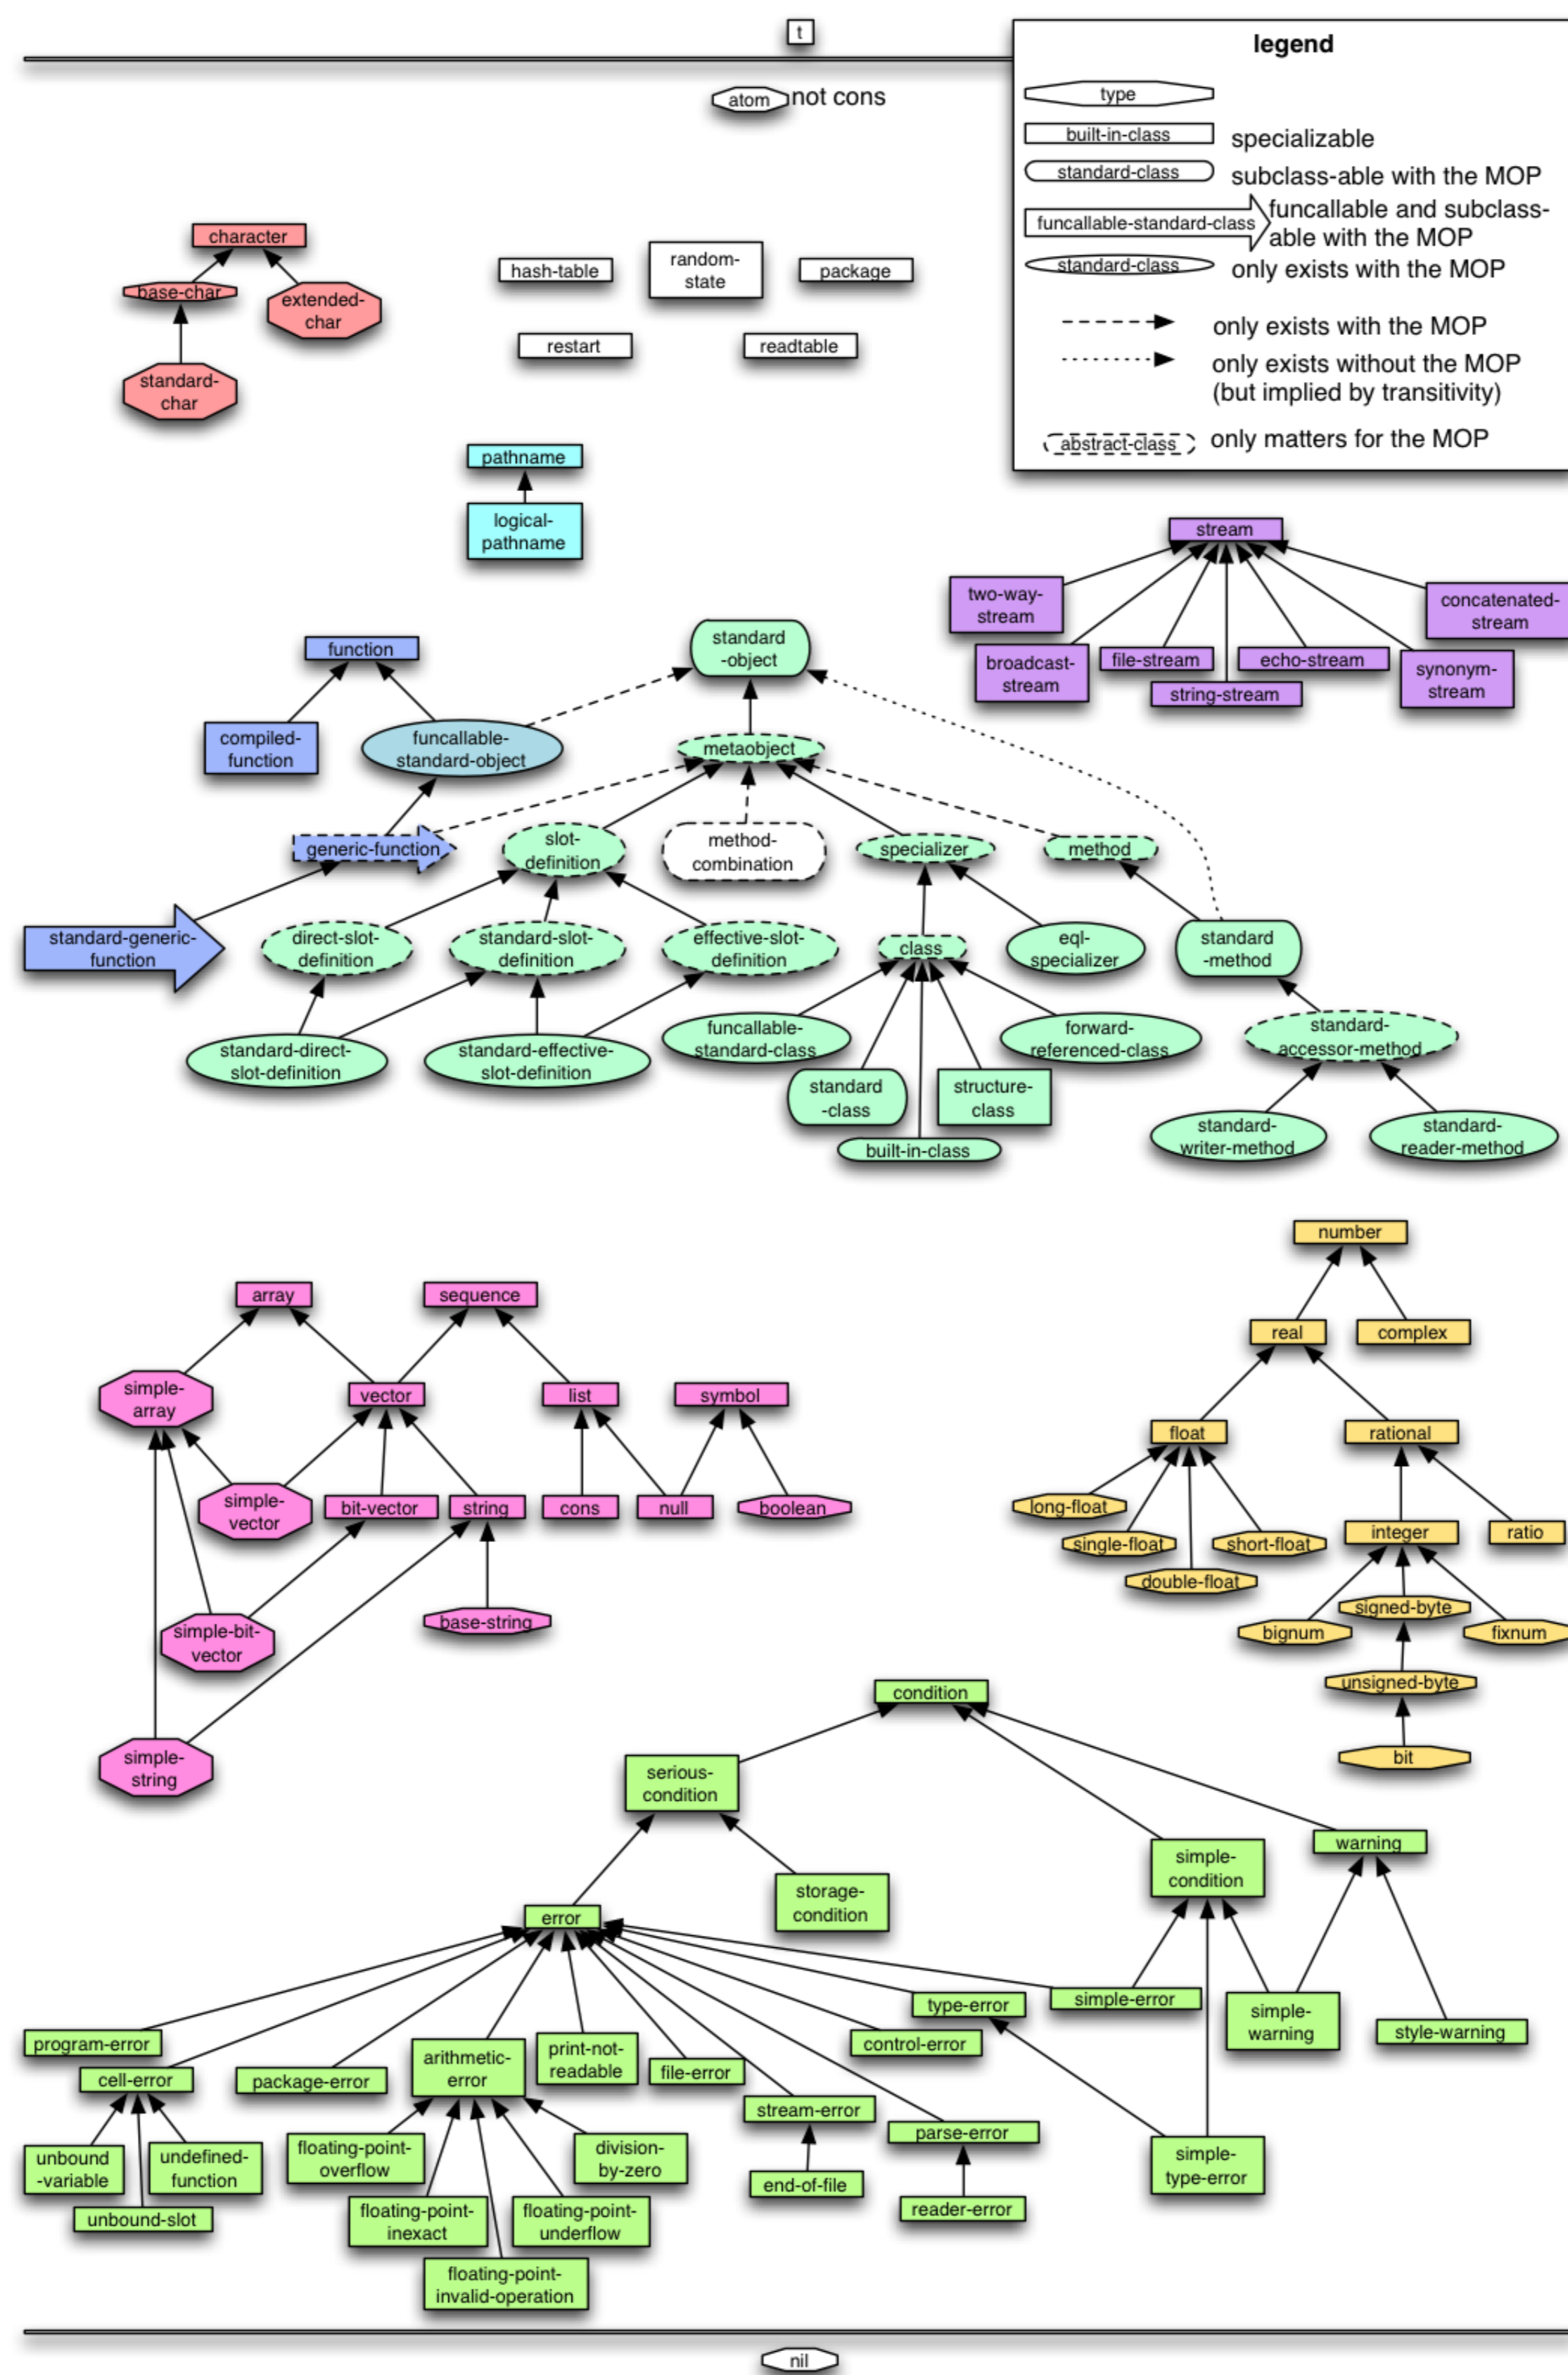 t
legend
type
built-in-class
specializable
standard-class
subclass-able with the MOP
funcallable-standard-class
funcallable and subclass-
able with the MOP
standard-class
only exists with the MOP
only exists with the MOP
only exists without the MOP
(but implied by transitivity)
abstract-class
only matters for the MOP
atom
not cons
character
base-char
extended-
char
standard-
char
hash-table
random-
state
package
restart
readtable
pathname
logical-
pathname
stream
two-way-
stream
concatenated-
stream
broadcast-
stream
file-stream
echo-stream
synonym-
stream
string-stream
function
standard
-object
compiled-
function
funcallable-
standard-object
metaobject
generic-function
slot-
definition
method-
combination
specializer
method
standard-generic-
function
direct-slot-
definition
standard-slot-
definition
effective-slot-
definition
class
eql-
specializer
standard
-method
standard-direct-
slot-definition
standard-effective-
slot-definition
funcallable-
standard-class
forward-
referenced-class
standard-
accessor-method
standard
-class
structure-
class
built-in-class
standard-
writer-method
standard-
reader-method
number
array
sequence
real
complex
simple-
array
vector
list
symbol
float
rational
simple-
vector
bit-vector
string
cons
null
boolean
long-float
single-float
short-float
double-float
integer
ratio
simple-bit-
vector
base-string
bignum
signed-byte
fixnum
unsigned-byte
bit
simple-
string
condition
serious-
condition
simple-
condition
warning
storage-
condition
error
program-error
cell-error
package-error
arithmetic-
error
print-not-
readable
file-error
type-error
simple-error
control-error
simple-
warning
style-warning
stream-error
parse-error
unbound
-variable
undefined-
function
unbound-slot
floating-point-
overflow
division-
by-zero
floating-point-
inexact
floating-point-
underflow
floating-point-
invalid-operation
end-of-file
reader-error
simple-
type-error
nil